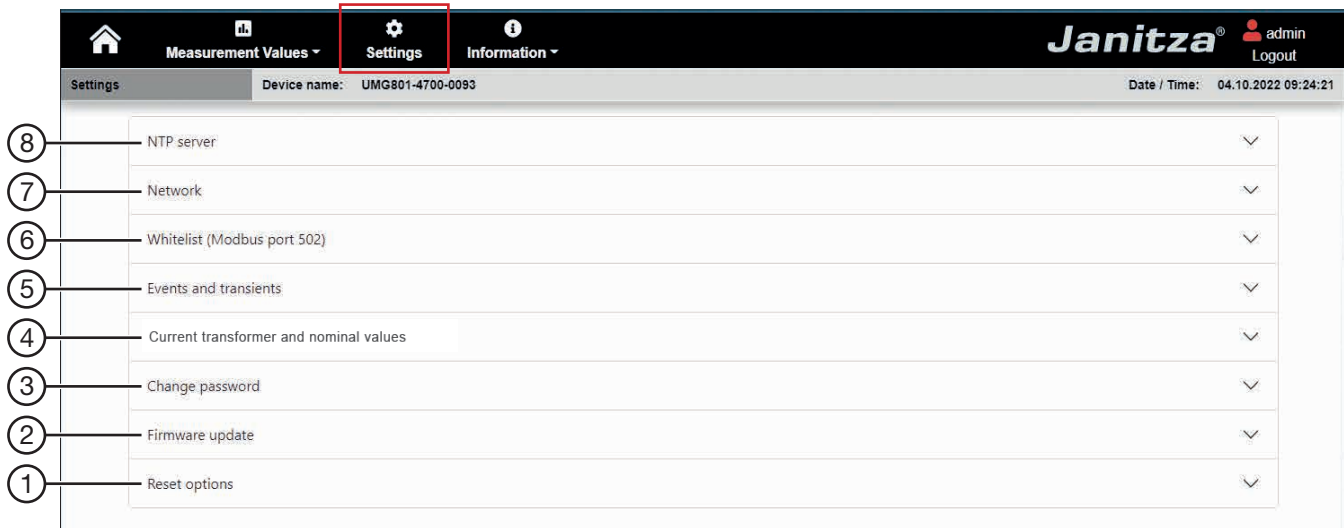 Measurement Values
Settings
Information
Janitza®
admin
Logout
Settings
Device name: UMG801-4700-0093
Date / Time: 04.10.2022 09:24:21
8 NTP server
7 Network
6 Whitelist (Modbus port 502)
5 Events and transients
4 Current transformer and nominal values
3 Change password
2 Firmware update
1 Reset options